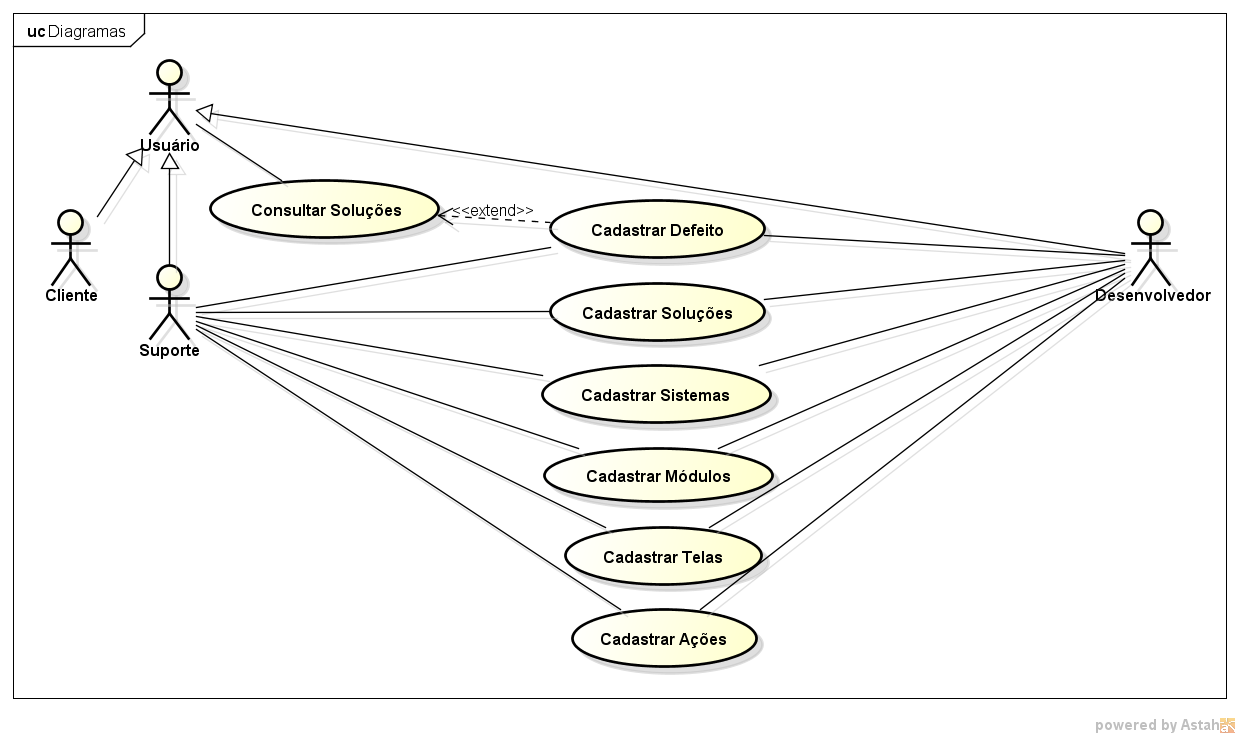 uc Diagramas
Usuário
Consultar Soluções
<<extend>>
Cadastrar Defeito
Cliente
Desenvolvedor
Cadastrar Soluções
Suporte
Cadastrar Sistemas
Cadastrar Módulos
Cadastrar Telas
Cadastrar Ações
powered by Astah